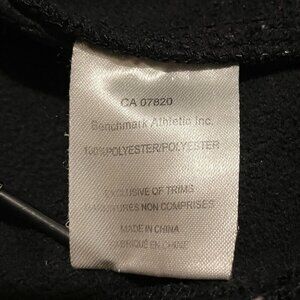 CA 07820
Benchmark Athletic Inc.
100%POLYESTER/POLYESTER
EXCLUSIVE OF TRIMS
GARNITURES NON COMPRISES
MADE IN CHINA
FABRIQUÉ EN CHINE